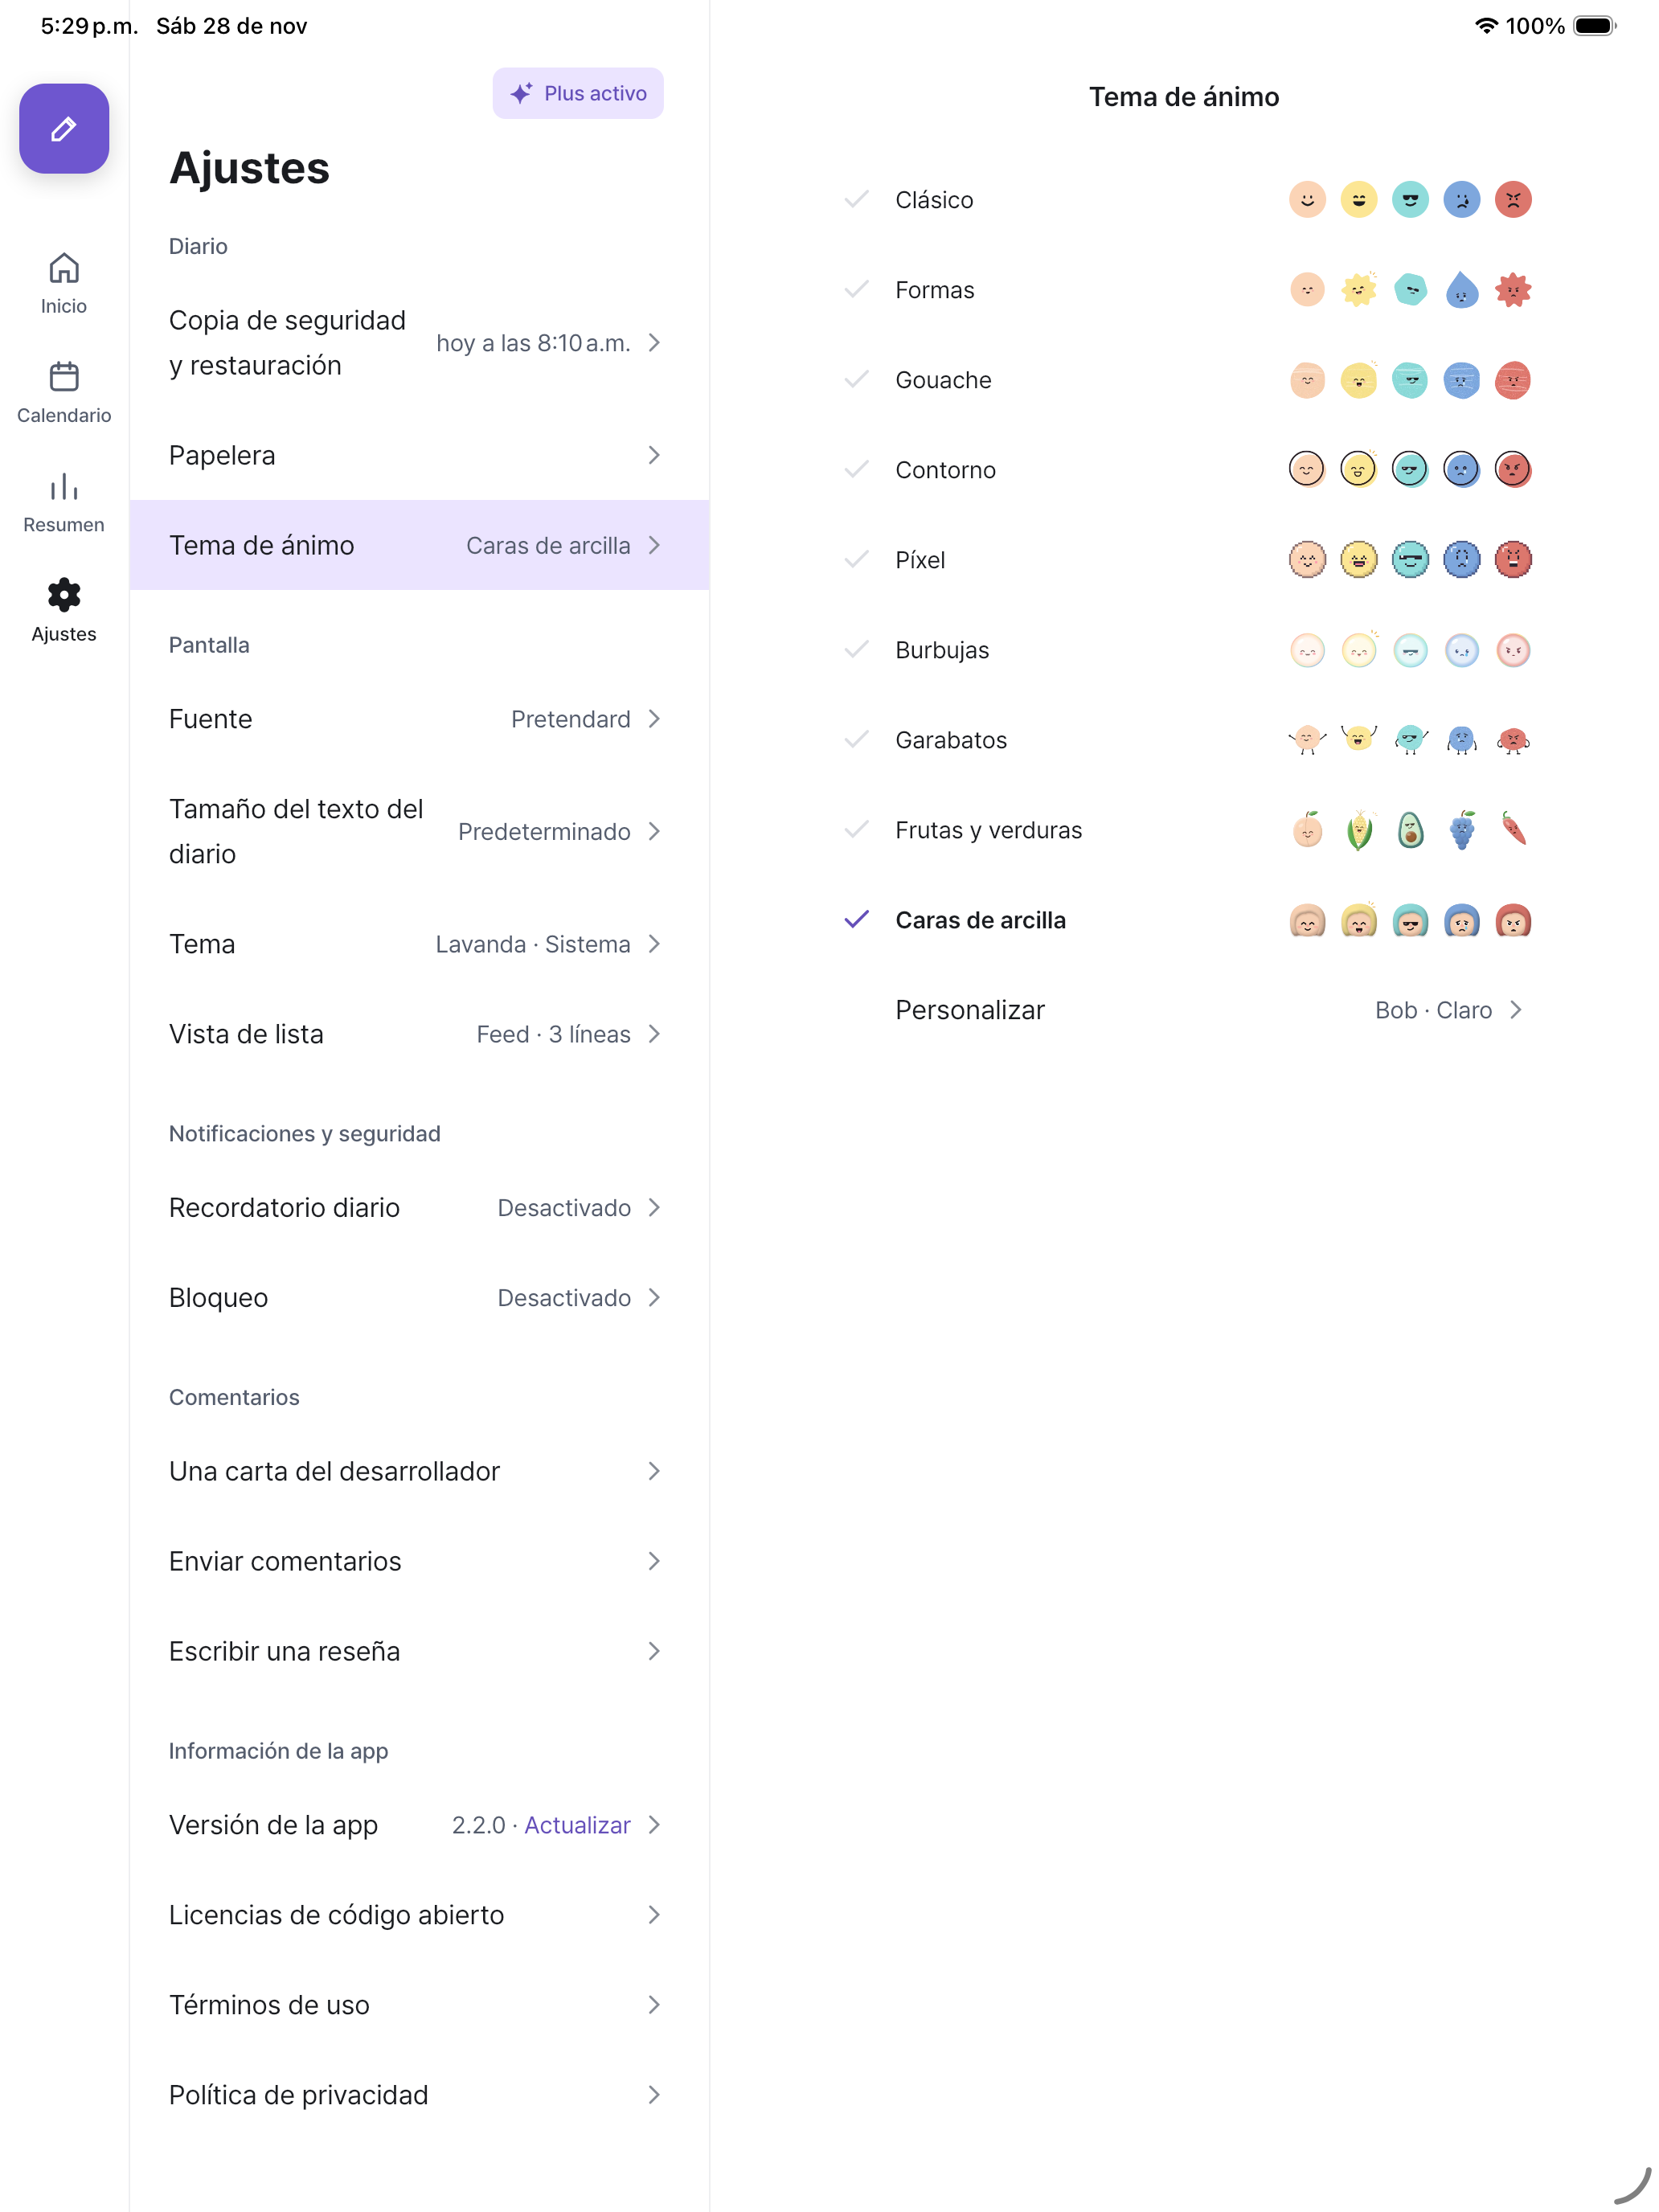 5:29 p.m. Sáb 28 de nov
100%
Inicio
Calendario
Resumen
Ajustes
Plus activo
Ajustes
Diario
Copia de seguridad
y restauración
hoy a las 8:10 a.m.
Papelera
Tema de ánimo
Caras de arcilla
Pantalla
Fuente
Pretendard
Tamaño del texto del
diario
Predeterminado
Tema
Lavanda · Sistema
Vista de lista
Feed · 3 líneas
Notificaciones y seguridad
Recordatorio diario
Desactivado
Bloqueo
Desactivado
Comentarios
Una carta del desarrollador
Enviar comentarios
Escribir una reseña
Información de la app
Versión de la app
2.2.0 · Actualizar
Licencias de código abierto
Términos de uso
Política de privacidad
Tema de ánimo
Clásico
Formas
Gouache
Contorno
Píxel
Burbujas
Garabatos
Frutas y verduras
Caras de arcilla
Personalizar
Bob · Claro